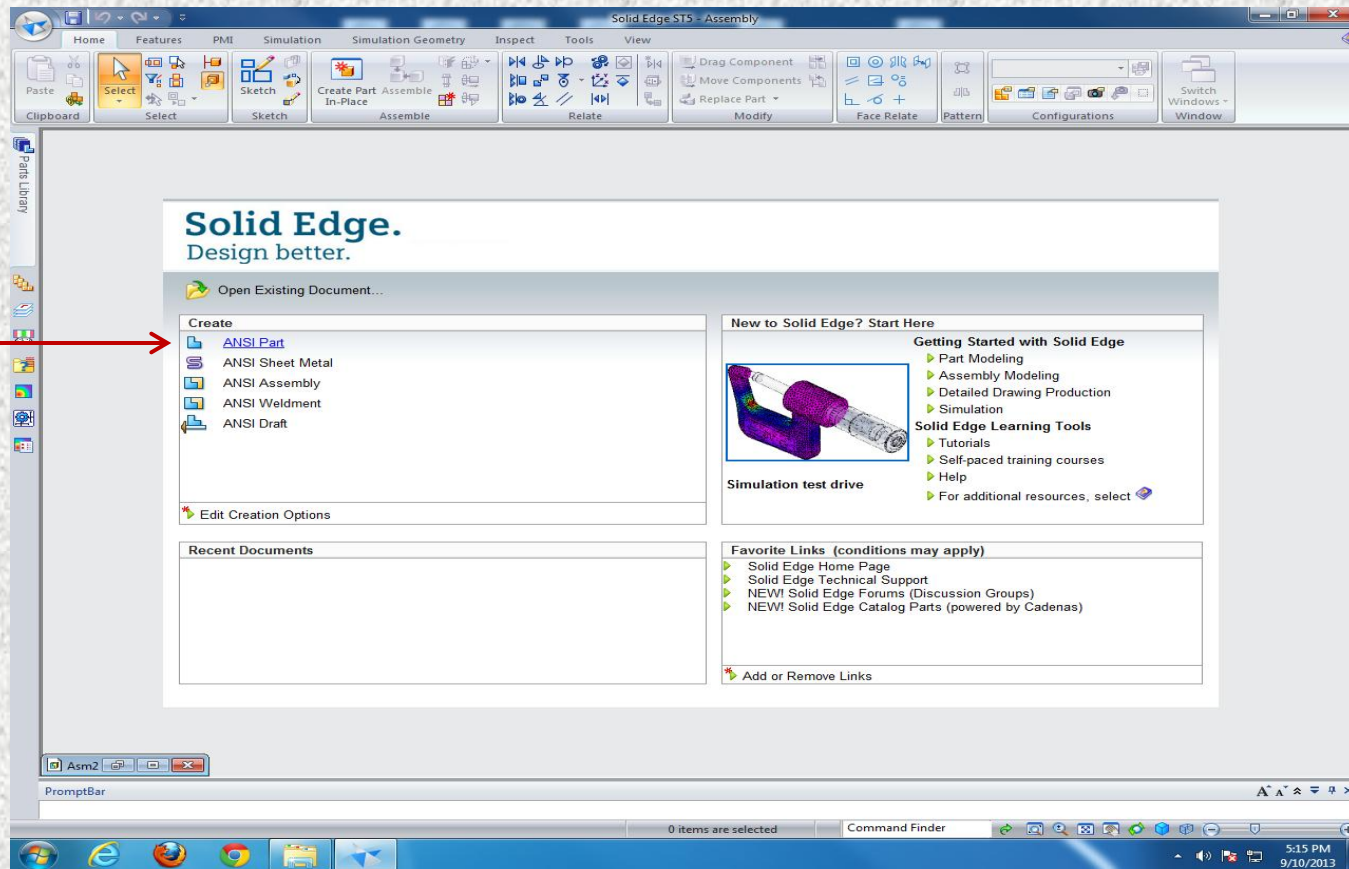 Solid Edge ST5 - Assembly
Home Features PMI Simulation Simulation Geometry Inspect Tools View
Paste
Select
Sketch
Create Part In-Place
Assemble
Drag Component
Move Components
Replace Part
Switch Windows
Clipboard Select Sketch Assemble Relate Modify Face Relate Pattern Configurations Window
Parts Library
Solid Edge.
Design better.
Open Existing Document...
Create
ANSI Part
ANSI Sheet Metal
ANSI Assembly
ANSI Weldment
ANSI Draft
Edit Creation Options
New to Solid Edge? Start Here
Getting Started with Solid Edge
Part Modeling
Assembly Modeling
Detailed Drawing Production
Simulation
Solid Edge Learning Tools
Tutorials
Self-paced training courses
Help
For additional resources, select
Simulation test drive
Recent Documents
Favorite Links (conditions may apply)
Solid Edge Home Page
Solid Edge Technical Support
NEW! Solid Edge Forums (Discussion Groups)
NEW! Solid Edge Catalog Parts (powered by Cadenas)
Add or Remove Links
Asm2
PromptBar
0 items are selected
Command Finder
5:15 PM
9/10/2013